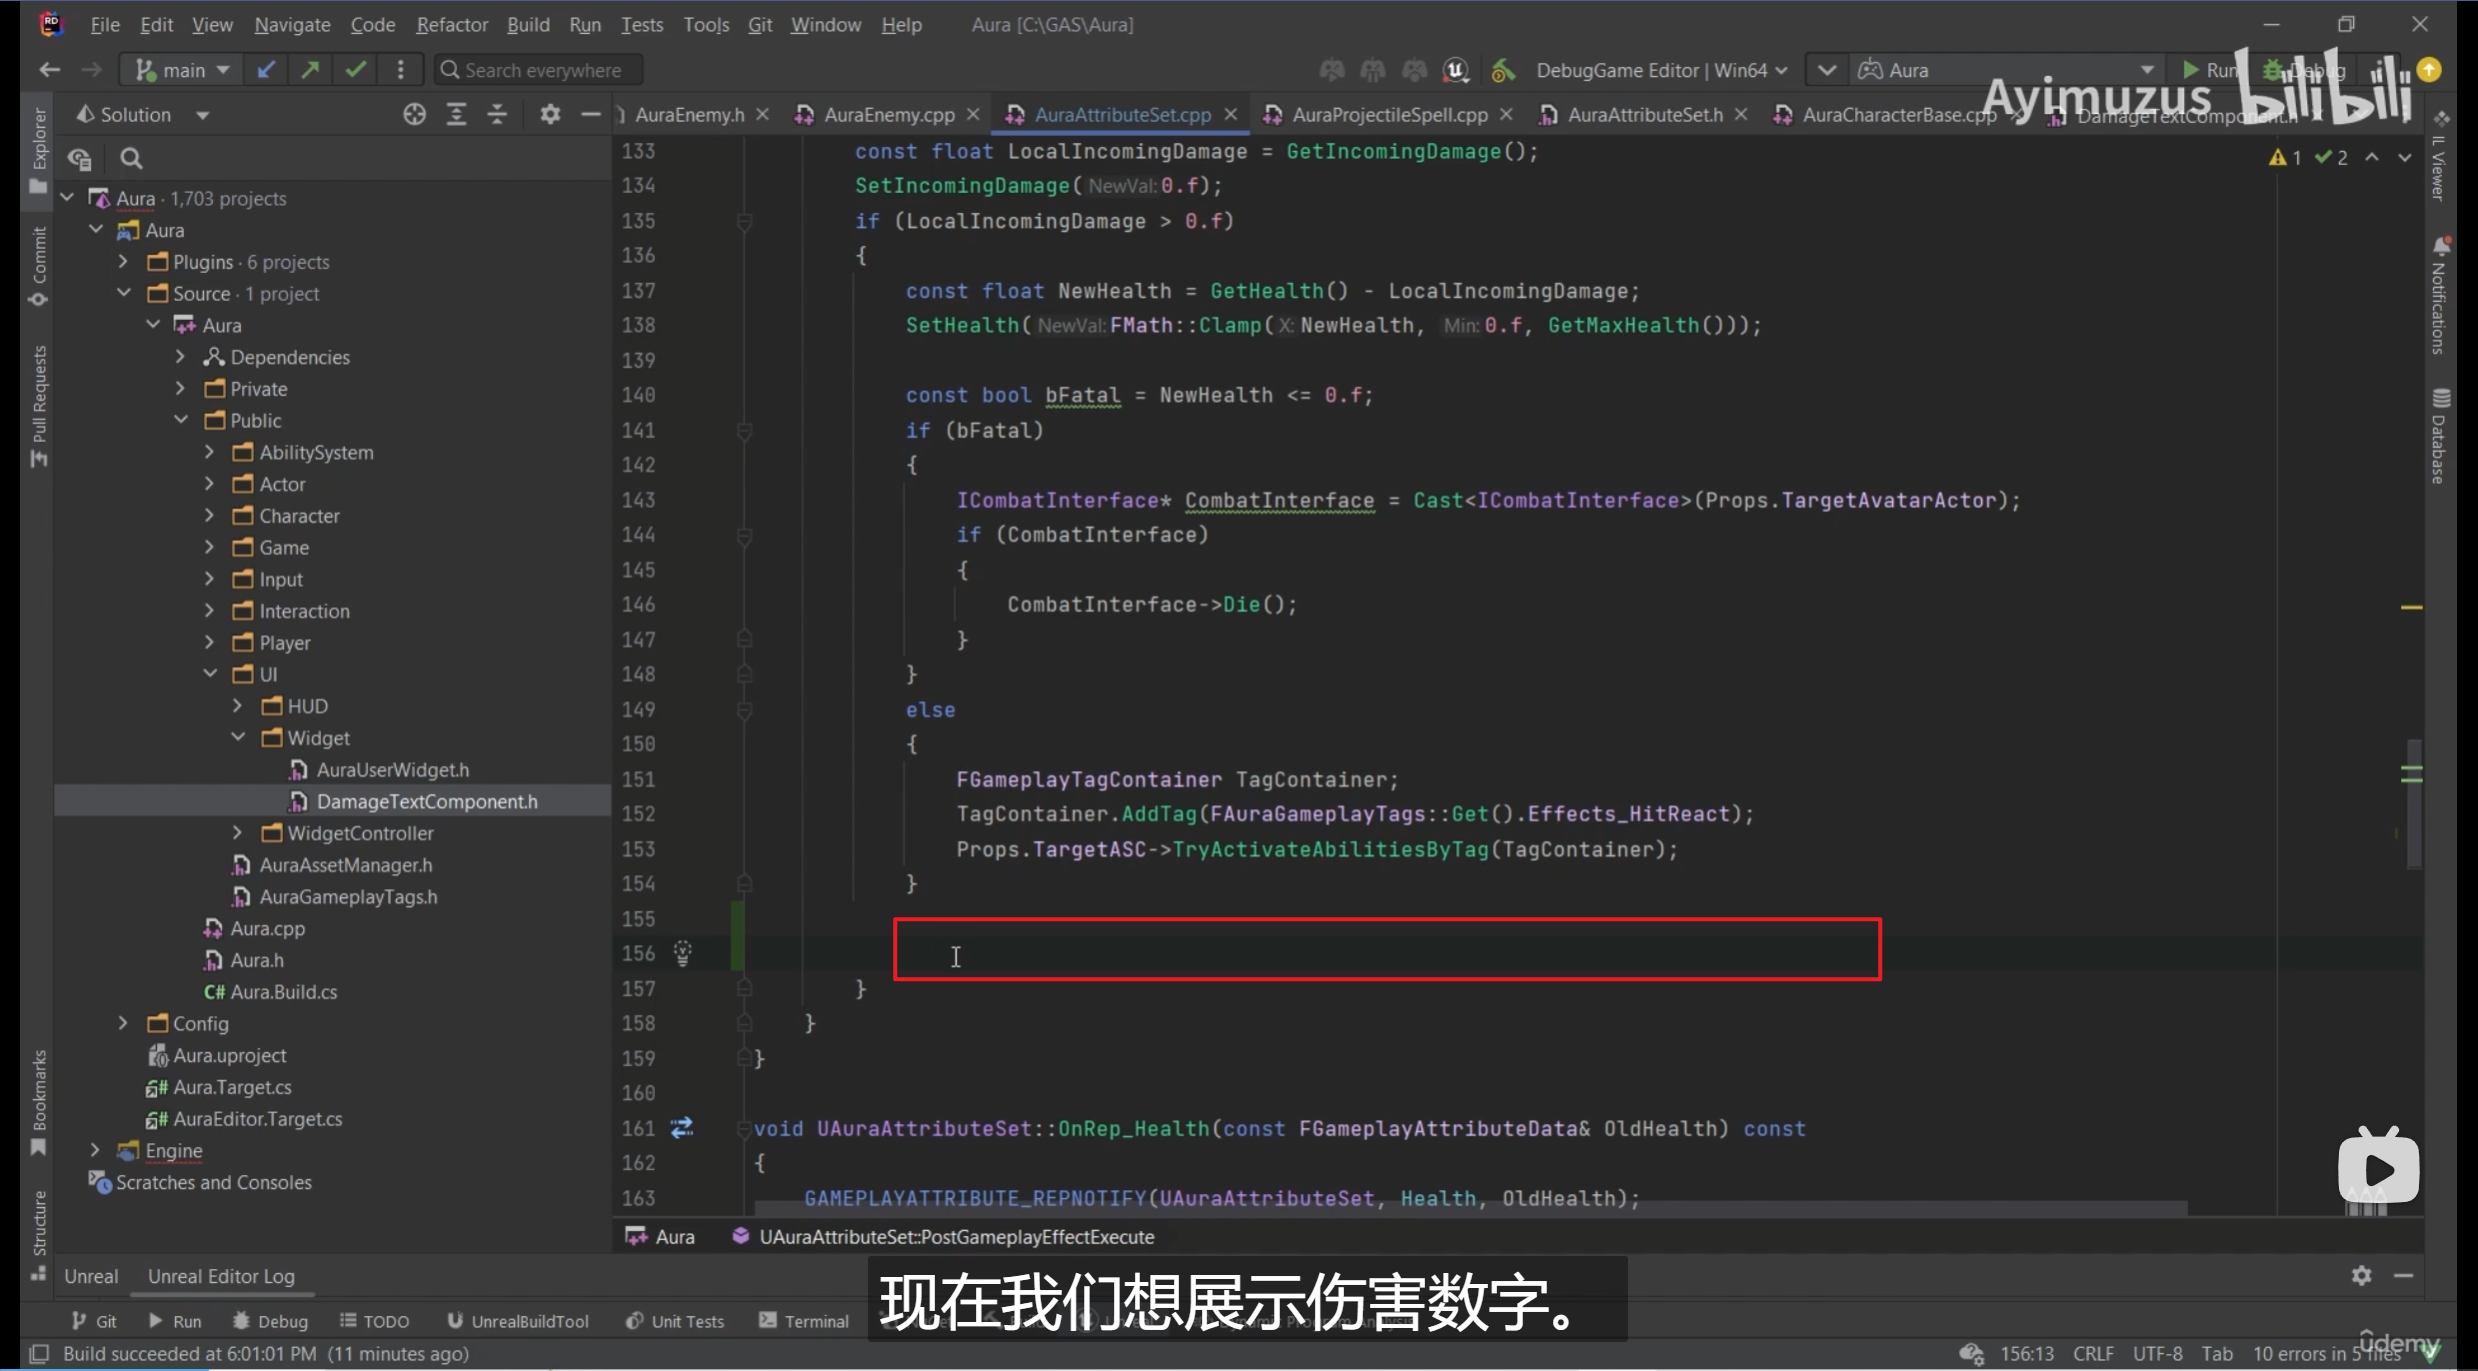 File Edit View Navigate Code Refactor Build Run Tests Tools Git Window Help Aura [C:\GAS\Aura]
main Search everywhere DebugGame Editor | Win64 Aura Run Debug
Ayimuzus bilibili
Solution AuraEnemy.h AuraEnemy.cpp AuraAttributeSet.cpp AuraProjectileSpell.cpp AuraAttributeSet.h AuraCharacterBase.cpp DamageTextComponent.h
Explorer
Commit
Pull Requests
Bookmarks
Structure
IL Viewer
Notifications
Database
1 2
Aura · 1,703 projects
Aura
Plugins · 6 projects
Source · 1 project
Aura
Dependencies
Private
Public
AbilitySystem
Actor
Character
Game
Input
Interaction
Player
UI
HUD
Widget
AuraUserWidget.h
DamageTextComponent.h
WidgetController
AuraAssetManager.h
AuraGameplayTags.h
Aura.cpp
Aura.h
C# Aura.Build.cs
Config
Aura.uproject
Aura.Target.cs
AuraEditor.Target.cs
Engine
Scratches and Consoles
133 const float LocalIncomingDamage = GetIncomingDamage();
134 SetIncomingDamage( NewVal: 0.f);
135 if (LocalIncomingDamage > 0.f)
136 {
137 const float NewHealth = GetHealth() - LocalIncomingDamage;
138 SetHealth( NewVal: FMath::Clamp( X: NewHealth, Min: 0.f, GetMaxHealth()));
139
140 const bool bFatal = NewHealth <= 0.f;
141 if (bFatal)
142 {
143 ICombatInterface* CombatInterface = Cast<ICombatInterface>(Props.TargetAvatarActor);
144 if (CombatInterface)
145 {
146 CombatInterface->Die();
147 }
148 }
149 else
150 {
151 FGameplayTagContainer TagContainer;
152 TagContainer.AddTag(FAuraGameplayTags::Get().Effects_HitReact);
153 Props.TargetASC->TryActivateAbilitiesByTag(TagContainer);
154 }
155
156
157 }
158 }
159 }
160
161 void UAuraAttributeSet::OnRep_Health(const FGameplayAttributeData& OldHealth) const
162 {
163 GAMEPLAYATTRIBUTE_REPNOTIFY(UAuraAttributeSet, Health, OldHealth);
Aura UAuraAttributeSet::PostGameplayEffectExecute
Unreal Unreal Editor Log
现在我们想展示伤害数字。
Git Run Debug TODO UnrealBuildTool Unit Tests Terminal
Build succeeded at 6:01:01 PM (11 minutes ago) 156:13 CRLF UTF-8 Tab 10 errors in 5 files
udemy